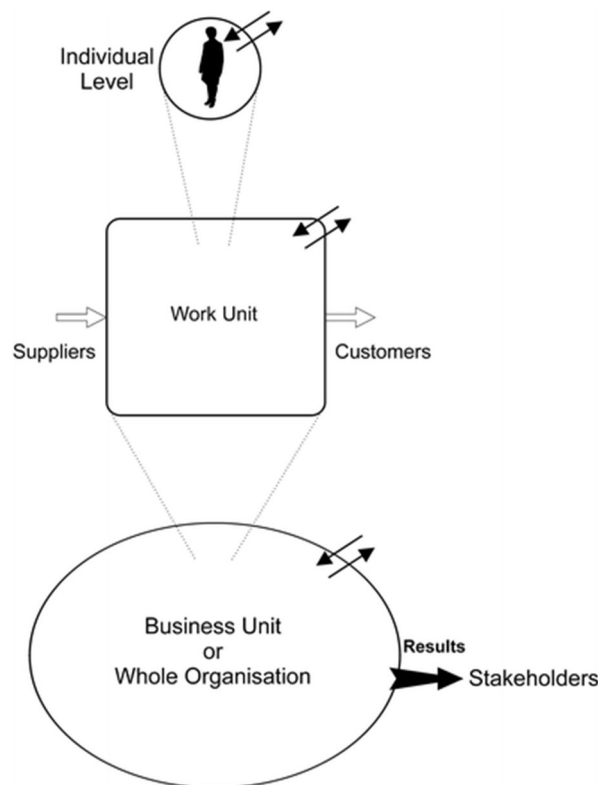 Individual
Level
Work Unit
Suppliers
Customers
Business Unit
or
Whole Organisation
Results
Stakeholders